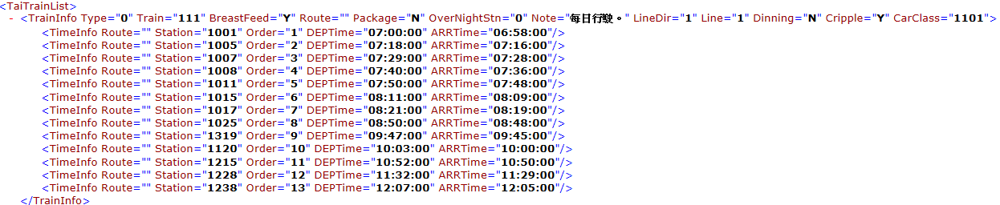 <TaiTrainList>
- <TrainInfo Type="0" Train="111" BreastFeed="Y" Route="" Package="N" OverNightStn="0" Note="每日行駛。" LineDir="1" Line="1" Dinning="N" Cripple="Y" CarClass="1101">
<TimeInfo Route="" Station="1001" Order="1" DEPTime="07:00:00" ARRTime="06:58:00"/>
<TimeInfo Route="" Station="1005" Order="2" DEPTime="07:18:00" ARRTime="07:16:00"/>
<TimeInfo Route="" Station="1007" Order="3" DEPTime="07:29:00" ARRTime="07:28:00"/>
<TimeInfo Route="" Station="1008" Order="4" DEPTime="07:40:00" ARRTime="07:36:00"/>
<TimeInfo Route="" Station="1011" Order="5" DEPTime="07:50:00" ARRTime="07:48:00"/>
<TimeInfo Route="" Station="1015" Order="6" DEPTime="08:11:00" ARRTime="08:09:00"/>
<TimeInfo Route="" Station="1017" Order="7" DEPTime="08:21:00" ARRTime="08:19:00"/>
<TimeInfo Route="" Station="1025" Order="8" DEPTime="08:50:00" ARRTime="08:48:00"/>
<TimeInfo Route="" Station="1319" Order="9" DEPTime="09:47:00" ARRTime="09:45:00"/>
<TimeInfo Route="" Station="1120" Order="10" DEPTime="10:03:00" ARRTime="10:00:00"/>
<TimeInfo Route="" Station="1215" Order="11" DEPTime="10:52:00" ARRTime="10:50:00"/>
<TimeInfo Route="" Station="1228" Order="12" DEPTime="11:32:00" ARRTime="11:29:00"/>
<TimeInfo Route="" Station="1238" Order="13" DEPTime="12:07:00" ARRTime="12:05:00"/>
</TrainInfo>